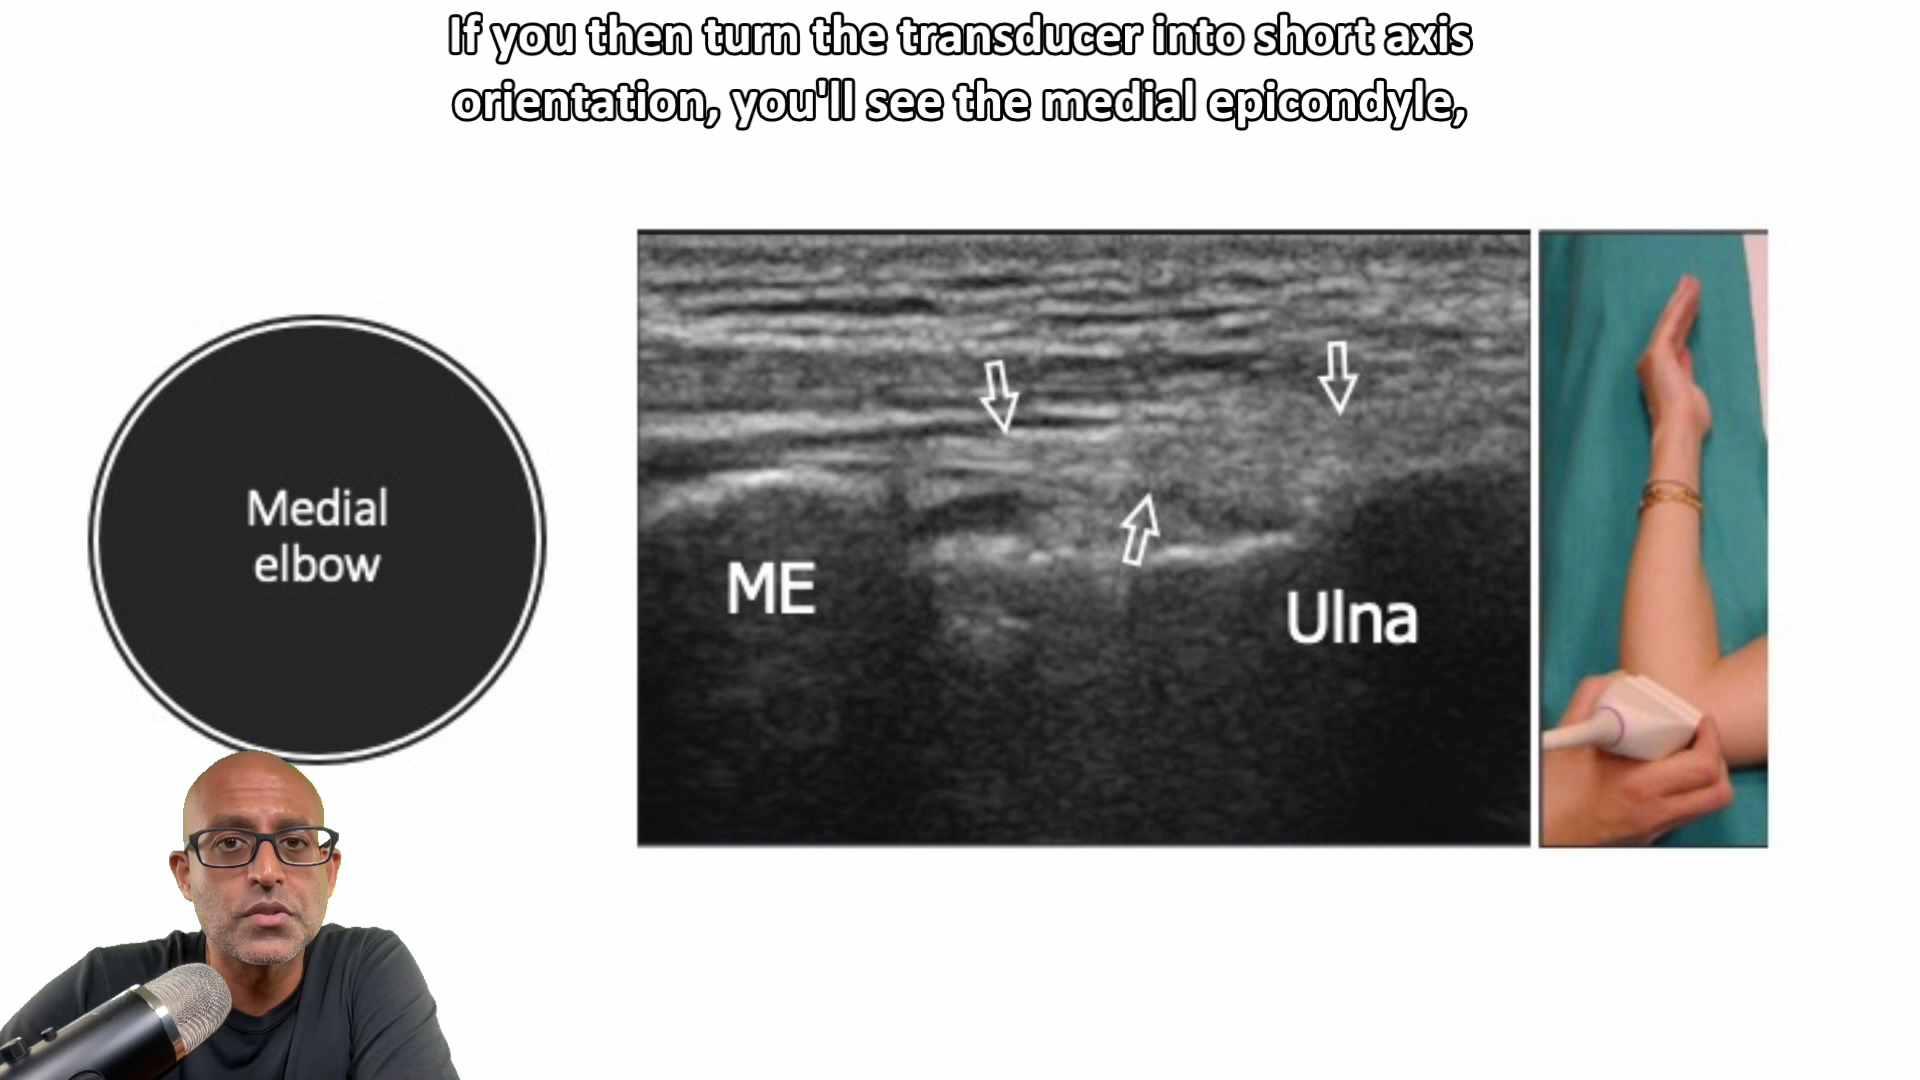 If you then turn the transducer into short axis
orientation, you'll see the medial epicondyle,
Medial
elbow
ME
Ulna